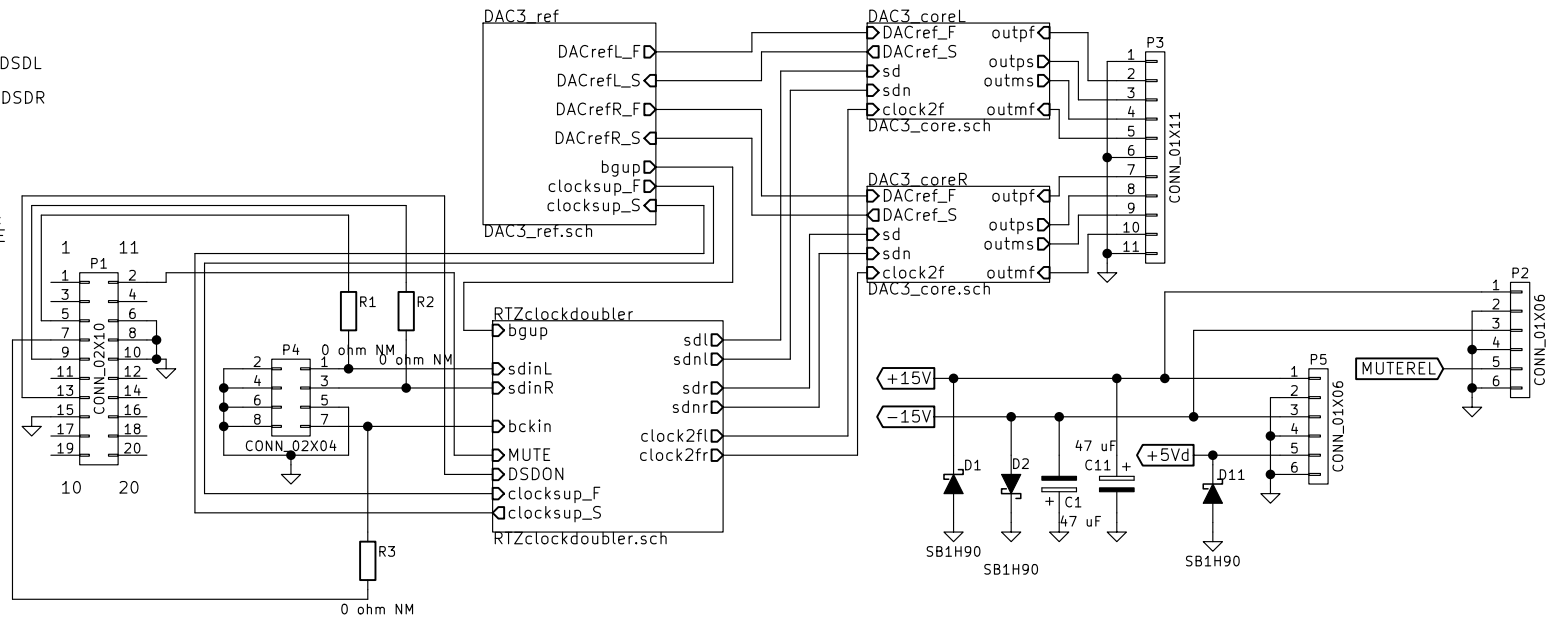 DSDL
DSDR
DAC3_ref
DACrefL_F
DACrefL_S
DACrefR_F
DACrefR_S
bgup
clocksup_F
clocksup_S
DAC3_ref.sch
DAC3_coreL
DACref_F
DACref_S
sd
sdn
clock2f
outpf
outps
outms
outmf
DAC3_core.sch
DAC3_coreR
DACref_F
DACref_S
sd
sdn
clock2f
outpf
outps
outms
outmf
DAC3_core.sch
P3
1
2
3
4
5
6
7
8
9
10
11
CONN_01X11
1 11
P1
1 2
3 4
5 6
7 8
9 10
11 12
13 14
15 16
17 18
19 20
CONN_02X10
10 20
R1
0 ohm NM
R2
0 ohm NM
P4
2 1
4 3
6 5
8 7
CONN_02X04
R3
0 ohm NM
RTZclockdoubler
bgup
sdinL
sdinR
bckin
MUTE
DSDON
clocksup_F
clocksup_S
sdl
sdnl
sdr
sdnr
clock2fl
clock2fr
RTZclockdoubler.sch
+15V
-15V
+5Vd
MUTEREL
D1
SB1H90
D2
SB1H90
+
C1
47 uF
47 uF
C11
+
D11
SB1H90
P5
1
2
3
4
5
6
CONN_01X06
P2
1
2
3
4
5
6
CONN_01X06